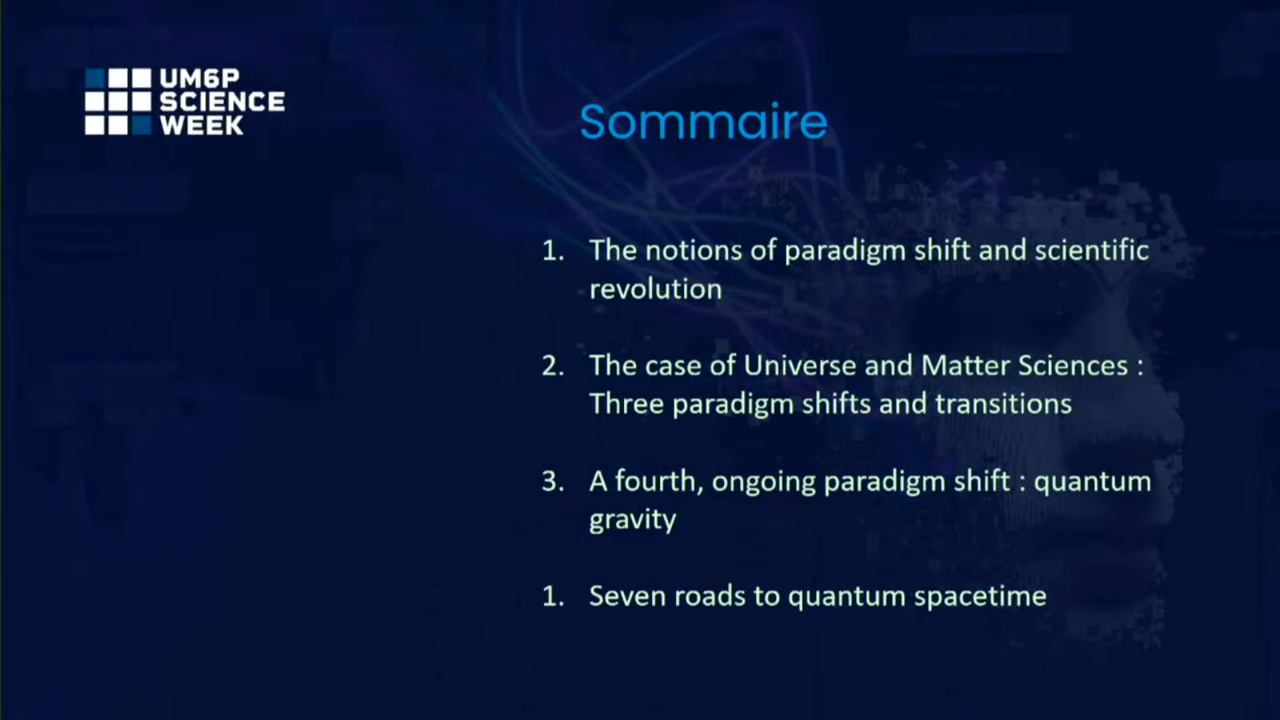 UM6P
SCIENCE
WEEK
Sommaire
1. The notions of paradigm shift and scientific
revolution
2. The case of Universe and Matter Sciences :
Three paradigm shifts and transitions
3. A fourth, ongoing paradigm shift : quantum
gravity
1. Seven roads to quantum spacetime